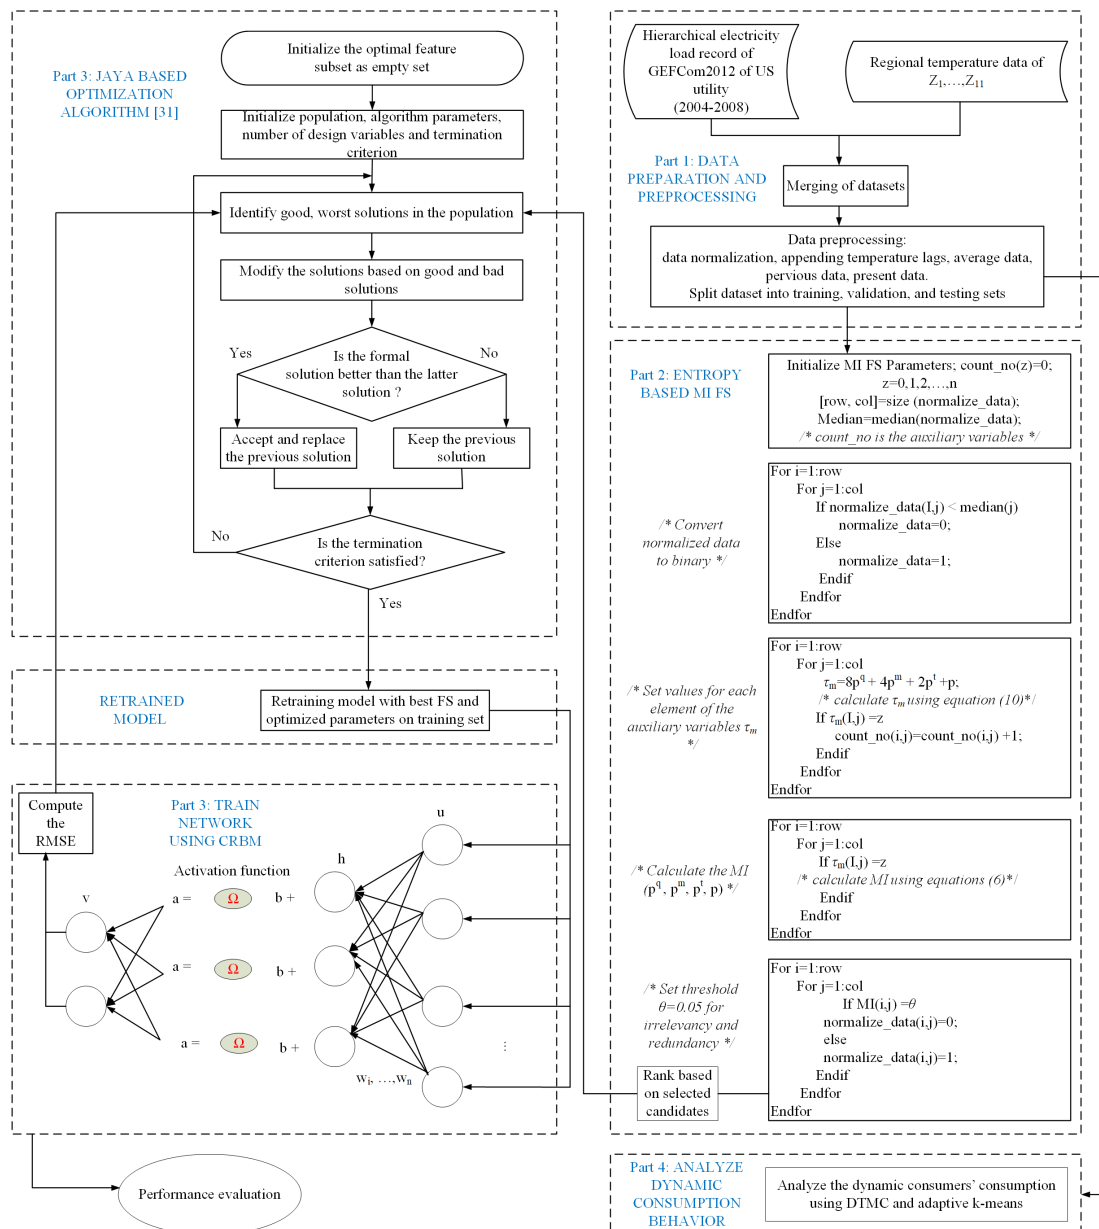 Part 3: JAYA BASED
OPTIMIZATION
ALGORITHM [31]
Initialize the optimal feature
subset as empty set
Initialize population, algorithm parameters,
number of design variables and termination
criterion
Identify good, worst solutions in the population
Modify the solutions based on good and bad
solutions
Yes
No
Is the formal
solution better than the latter
solution ?
Accept and replace
the previous solution
Keep the previous
solution
No
Is the termination
criterion satisfied?
Yes
RETRAINED
MODEL
Retraining model with best FS and
optimized parameters on training set
Compute
the
RMSE
Part 3: TRAIN
NETWORK
USING CRBM
u
h
Activation function
v
a =
Ω
b +
a =
Ω
b +
a =
Ω
b +
⋮
wᵢ, …,wₙ
Performance evaluation
Hierarchical electricity
load record of
GEFCom2012 of US
utility
(2004-2008)
Regional temperature data of
Z₁,…,Z₁₁
Part 1: DATA
PREPARATION AND
PREPROCESSING
Merging of datasets
Data preprocessing:
data normalization, appending temperature lags, average data,
pervious data, present data.
Split dataset into training, validation, and testing sets
Part 2: ENTROPY
BASED MI FS
Initialize MI FS Parameters; count_no(z)=0;
z=0,1,2,…,n
[row, col]=size (normalize_data);
Median=median(normalize_data);
/* count_no is the auxiliary variables */
/* Convert
normalized data
to binary */
For i=1:row
For j=1:col
If normalize_data(I,j) < median(j)
normalize_data=0;
Else
normalize_data=1;
Endif
Endfor
Endfor
/* Set values for each
element of the
auxiliary variables τₘ
*/
For i=1:row
For j=1:col
τₘ=8p^q + 4p^m + 2p^t +p;
/* calculate τₘ using equation (10)*/
If τₘ(I,j) =z
count_no(i,j)=count_no(i,j) +1;
Endif
Endfor
Endfor
/* Calculate the MI
(p^q, p^m, p^t, p) */
For i=1:row
For j=1:col
If τₘ(I,j) =z
/* calculate MI using equations (6)*/
Endif
Endfor
Endfor
/* Set threshold
θ=0.05 for
irrelevancy and
redundancy */
For i=1:row
For j=1:col
If MI(i,j) =θ
normalize_data(i,j)=0;
else
normalize_data(i,j)=1;
Endif
Endfor
Endfor
Rank based
on selected
candidates
Part 4: ANALYZE
DYNAMIC
CONSUMPTION
BEHAVIOR
Analyze the dynamic consumers' consumption
using DTMC and adaptive k-means